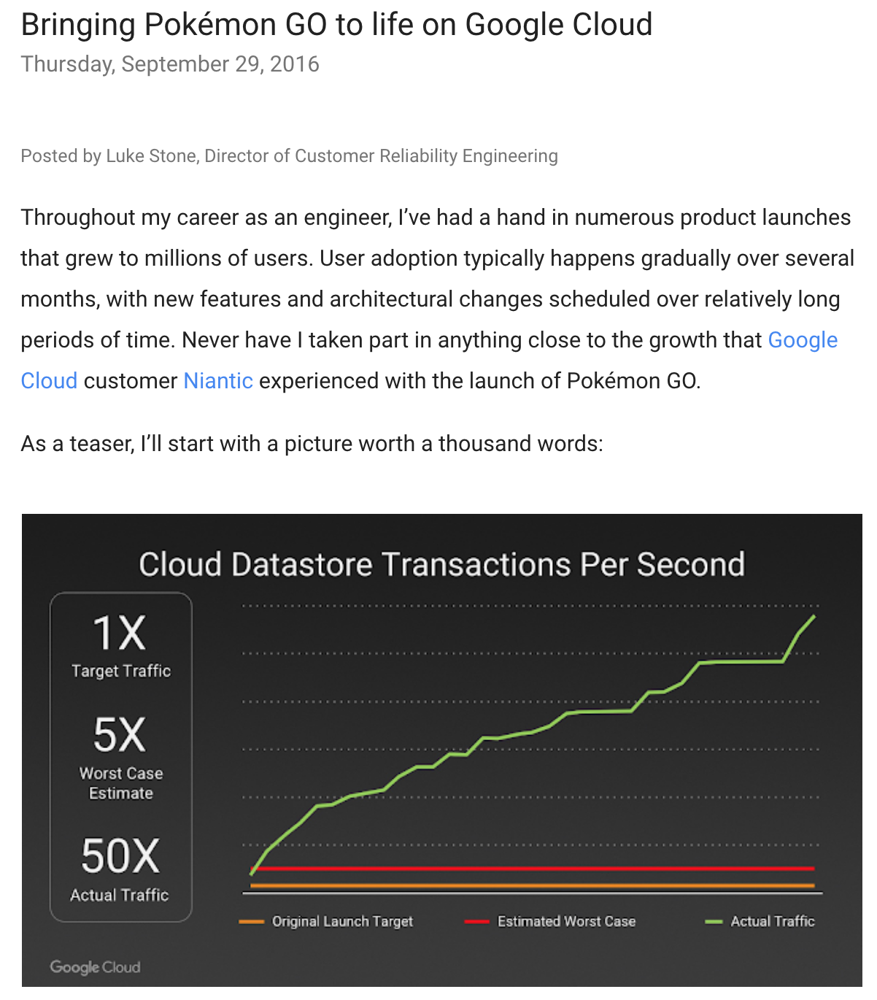 Bringing Pokémon GO to life on Google Cloud
Thursday, September 29, 2016
Posted by Luke Stone, Director of Customer Reliability Engineering
Throughout my career as an engineer, I’ve had a hand in numerous product launches
that grew to millions of users. User adoption typically happens gradually over several
months, with new features and architectural changes scheduled over relatively long
periods of time. Never have I taken part in anything close to the growth that Google
Cloud customer Niantic experienced with the launch of Pokémon GO.
As a teaser, I’ll start with a picture worth a thousand words:
Cloud Datastore Transactions Per Second
1X
Target Traffic
5X
Worst Case
Estimate
50X
Actual Traffic
Original Launch Target Estimated Worst Case Actual Traffic
Google Cloud